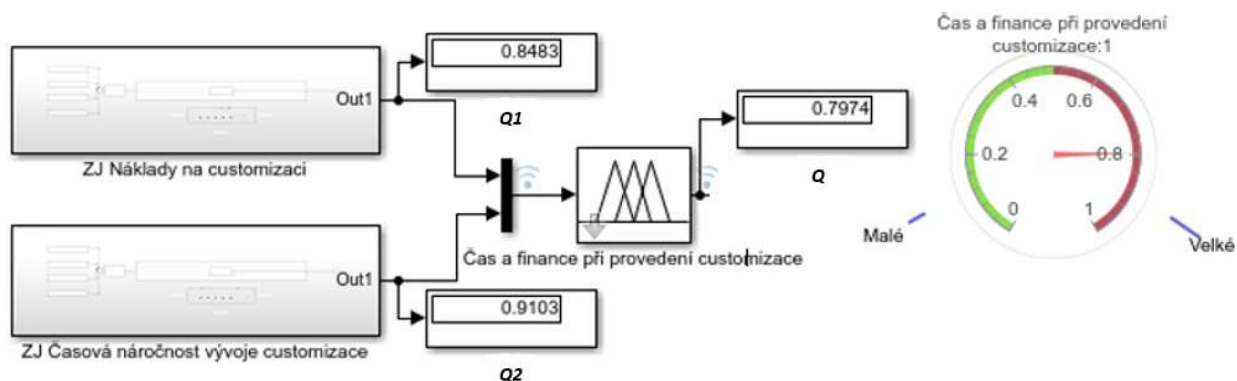 Out1
ZJ Náklady na customizaci
0.8483
Q1
Out1
ZJ Časová náročnost vývoje customizace
0.9103
Q2
Čas a finance při provedení customizace
0.7974
Q
Čas a finance při provedení
customizace:1
0
0.2
0.4
0.6
0.8
1
Malé
Velké